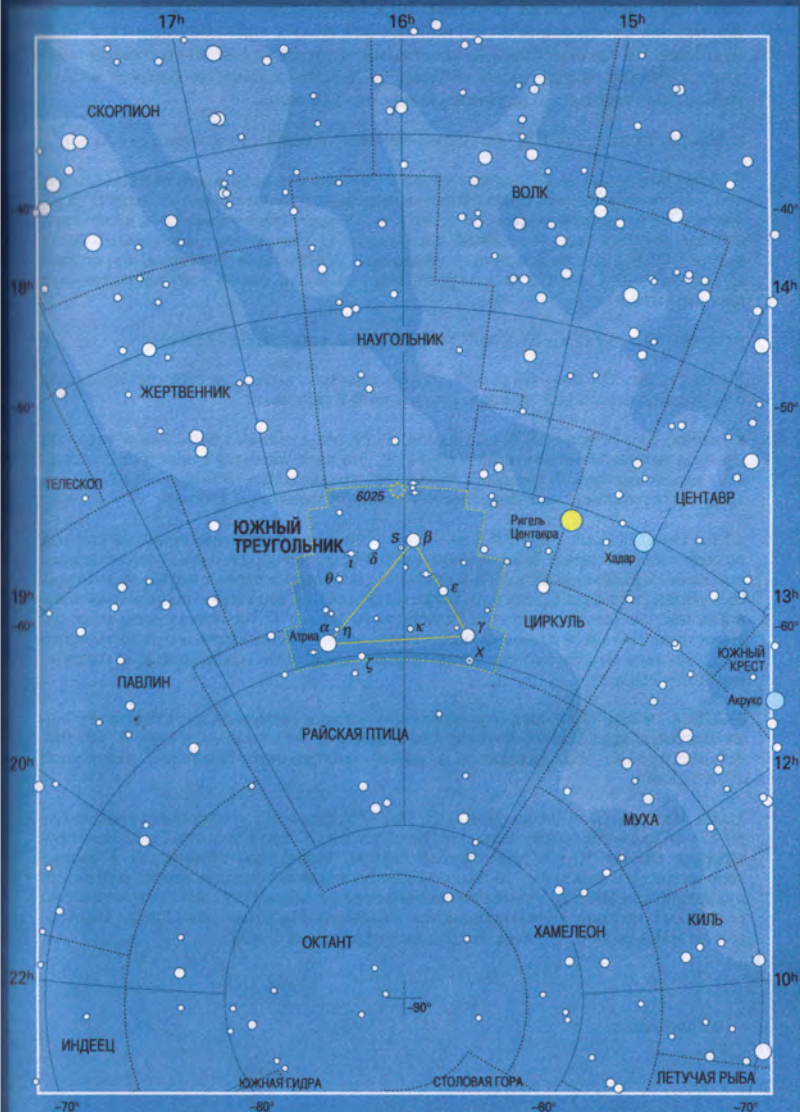 17h
16h
15h
СКОРПИОН
ВОЛК
-40°
-40°
18h
14h
НАУГОЛЬНИК
ЖЕРТВЕННИК
-50°
-50°
ТЕЛЕСКОП
6025
ЦЕНТАВР
ЮЖНЫЙ
ТРЕУГОЛЬНИК
S
β
Ригель
Центавра
Хадар
ι
δ
θ
ε
19h
13h
-60°
-60°
α
η
κ
γ
ЦИРКУЛЬ
Атриа
ζ
X
ЮЖНЫЙ
КРЕСТ
ПАВЛИН
Акрукс
РАЙСКАЯ ПТИЦА
20h
12h
МУХА
ОКТАНТ
ХАМЕЛЕОН
КИЛЬ
22h
10h
-90°
ИНДЕЕЦ
ЮЖНАЯ ГИДРА
СТОЛОВАЯ ГОРА
ЛЕТУЧАЯ РЫБА
-70°
-80°
-80°
-70°